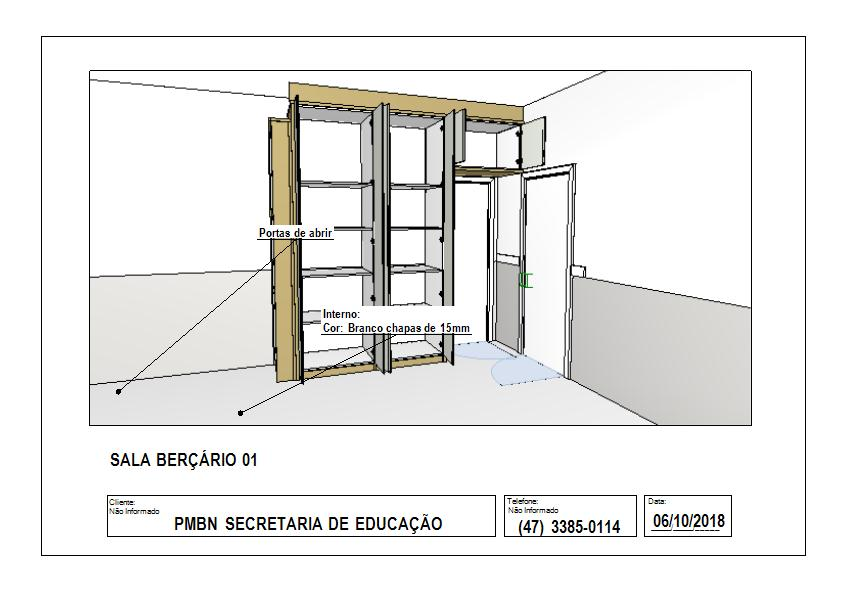 Portas de abrir
Interno:
Cor: Branco chapas de 15mm
SALA BERÇÁRIO 01
Cliente:
Não Informado
PMBN SECRETARIA DE EDUCAÇÃO
Telefone:
Não Informado
(47) 3385-0114
Data:
06/10/2018